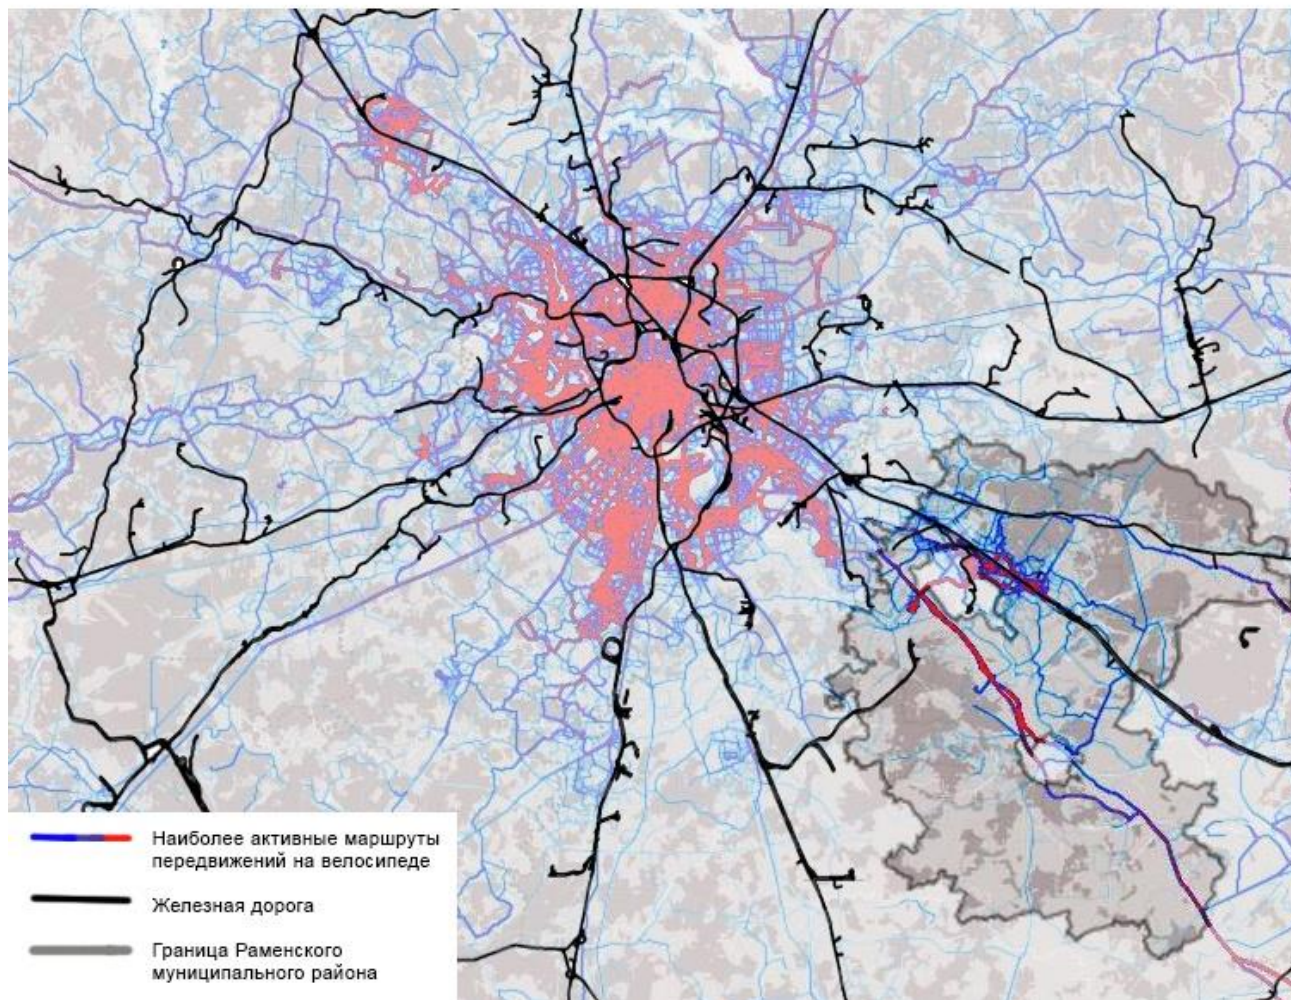 Наиболее активные маршруты
передвижений на велосипеде
Железная дорога
Граница Раменского
муниципального района